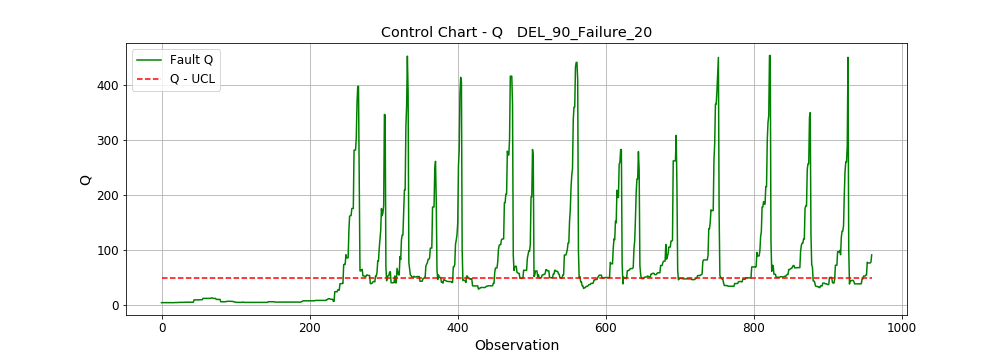 Control Chart - Q   DEL_90_Failure_20
Fault Q
Q - UCL
Q
400
300
200
100
0
0
200
400
600
800
1000
Observation